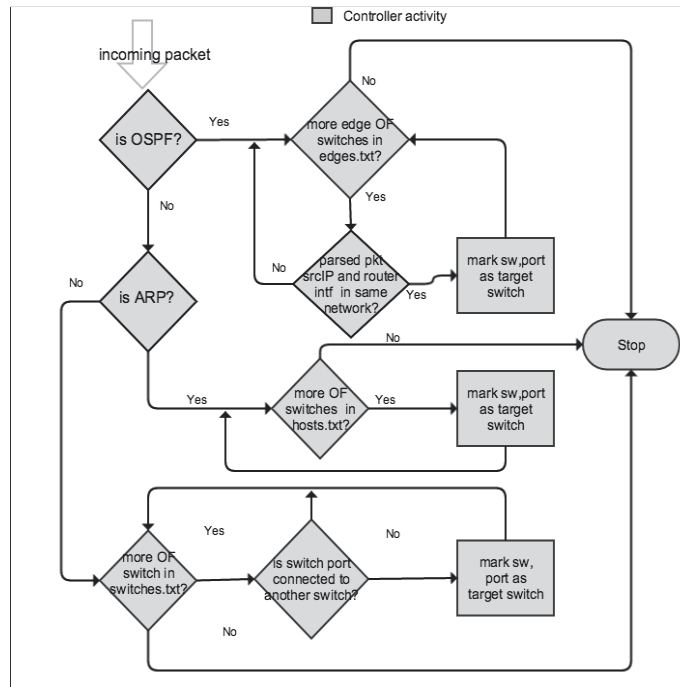 Controller activity
incoming packet
is OSPF?
Yes
No
more edge OF
switches in
edges.txt?
No
Yes
parsed pkt
srcIP and router
intf in same
network?
No
Yes
mark sw,port
as target
switch
No
is ARP?
Yes
more OF
switches in
hosts.txt?
No
Yes
mark sw,port
as target
switch
Stop
more OF
switch in
switches.txt?
Yes
No
is switch port
connected to
another switch?
No
mark sw,
port as
target switch